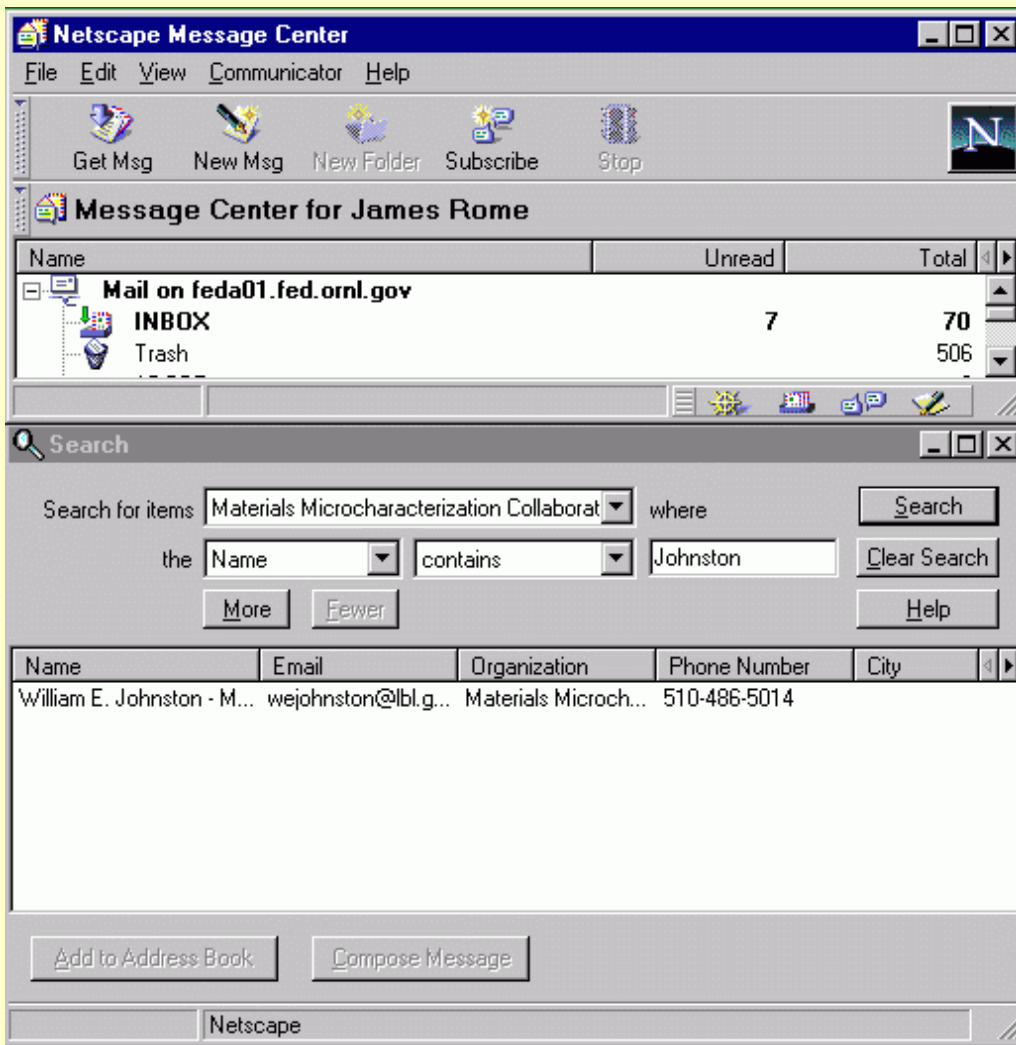 Netscape Message Center
File Edit View Communicator Help
Get Msg New Msg New Folder Subscribe Stop
N
Message Center for James Rome
Name Unread Total
Mail on feda01.fed.ornl.gov
INBOX 7 70
Trash 506
Search
Search for items Materials Microcharacterization Collaborat where Search
the Name contains Johnston Clear Search
More Fewer Help
Name Email Organization Phone Number City
William E. Johnston - M... wejohnston@lbl.g... Materials Microch... 510-486-5014
Add to Address Book Compose Message
Netscape